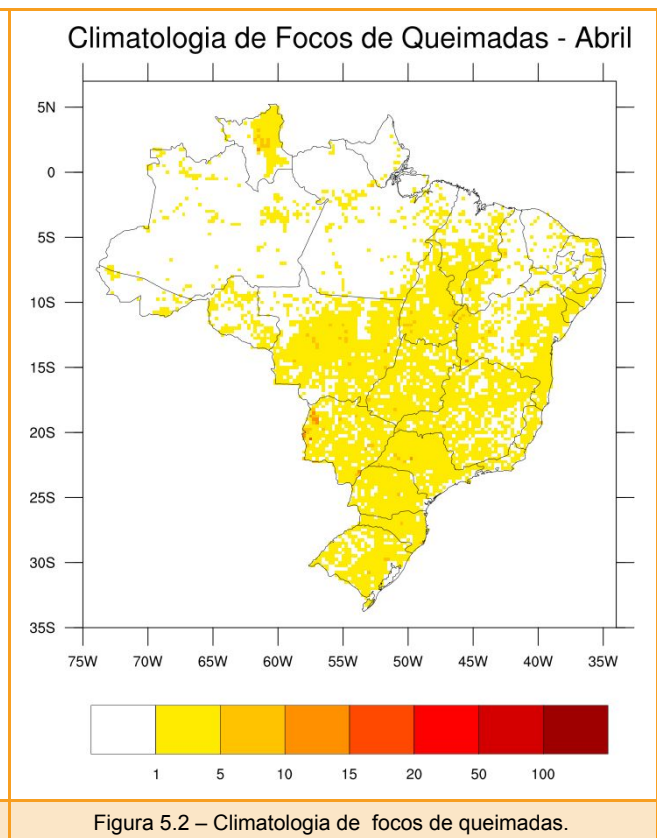 Climatologia de Focos de Queimadas - Abril
5N
0
5S
10S
15S
20S
25S
30S
35S
75W 70W 65W 60W 55W 50W 45W 40W 35W
1 5 10 15 20 50 100
Figura 5.2 – Climatologia de focos de queimadas.